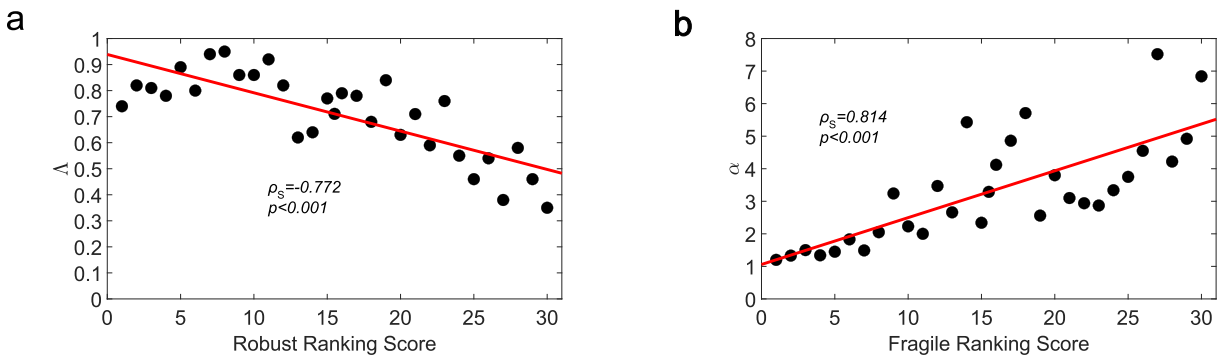 a
1
0.9
0.8
0.7
0.6
0.5
0.4
0.3
0.2
0.1
0
Λ
ρS=-0.772
p<0.001
0 5 10 15 20 25 30
Robust Ranking Score
b
8
7
6
5
4
3
2
1
0
α
ρS=0.814
p<0.001
0 5 10 15 20 25 30
Fragile Ranking Score